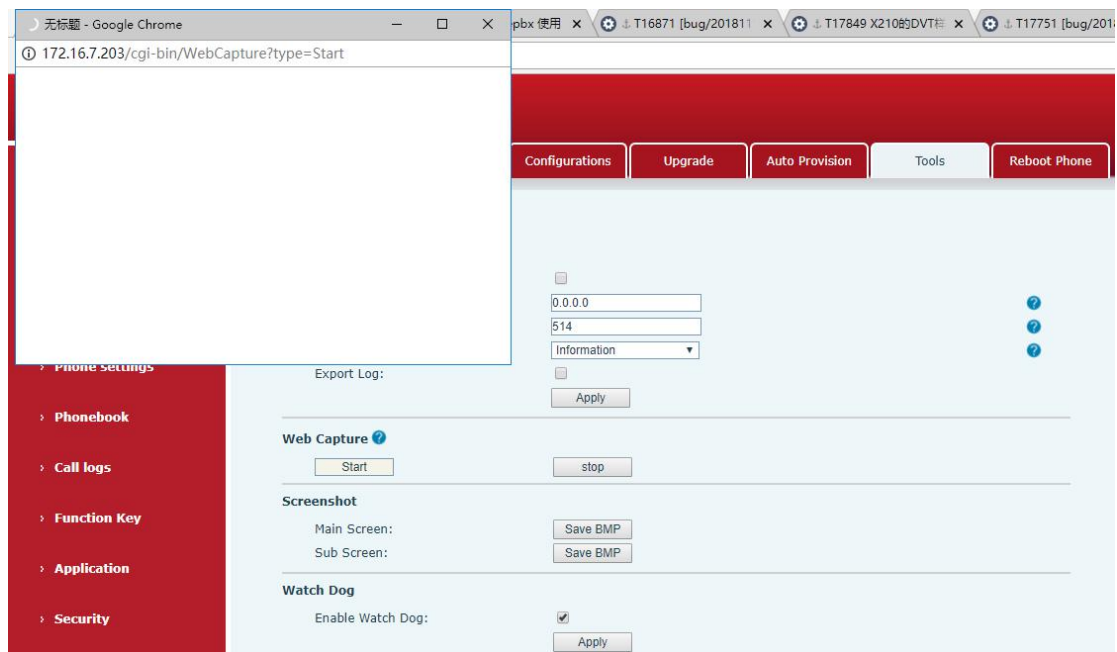 无标题 - Google Chrome
172.16.7.203/cgi-bin/WebCapture?type=Start
pbx 使用
T16871 [bug/201811
T17849 X210的DVT样
T17751 [bug/2018
Configurations
Upgrade
Auto Provision
Tools
Reboot Phone
0.0.0.0
514
Information
Export Log:
Apply
Web Capture
Start
stop
Screenshot
Main Screen:
Save BMP
Sub Screen:
Save BMP
Watch Dog
Enable Watch Dog:
Apply
› Phone settings
› Phonebook
› Call logs
› Function Key
› Application
› Security